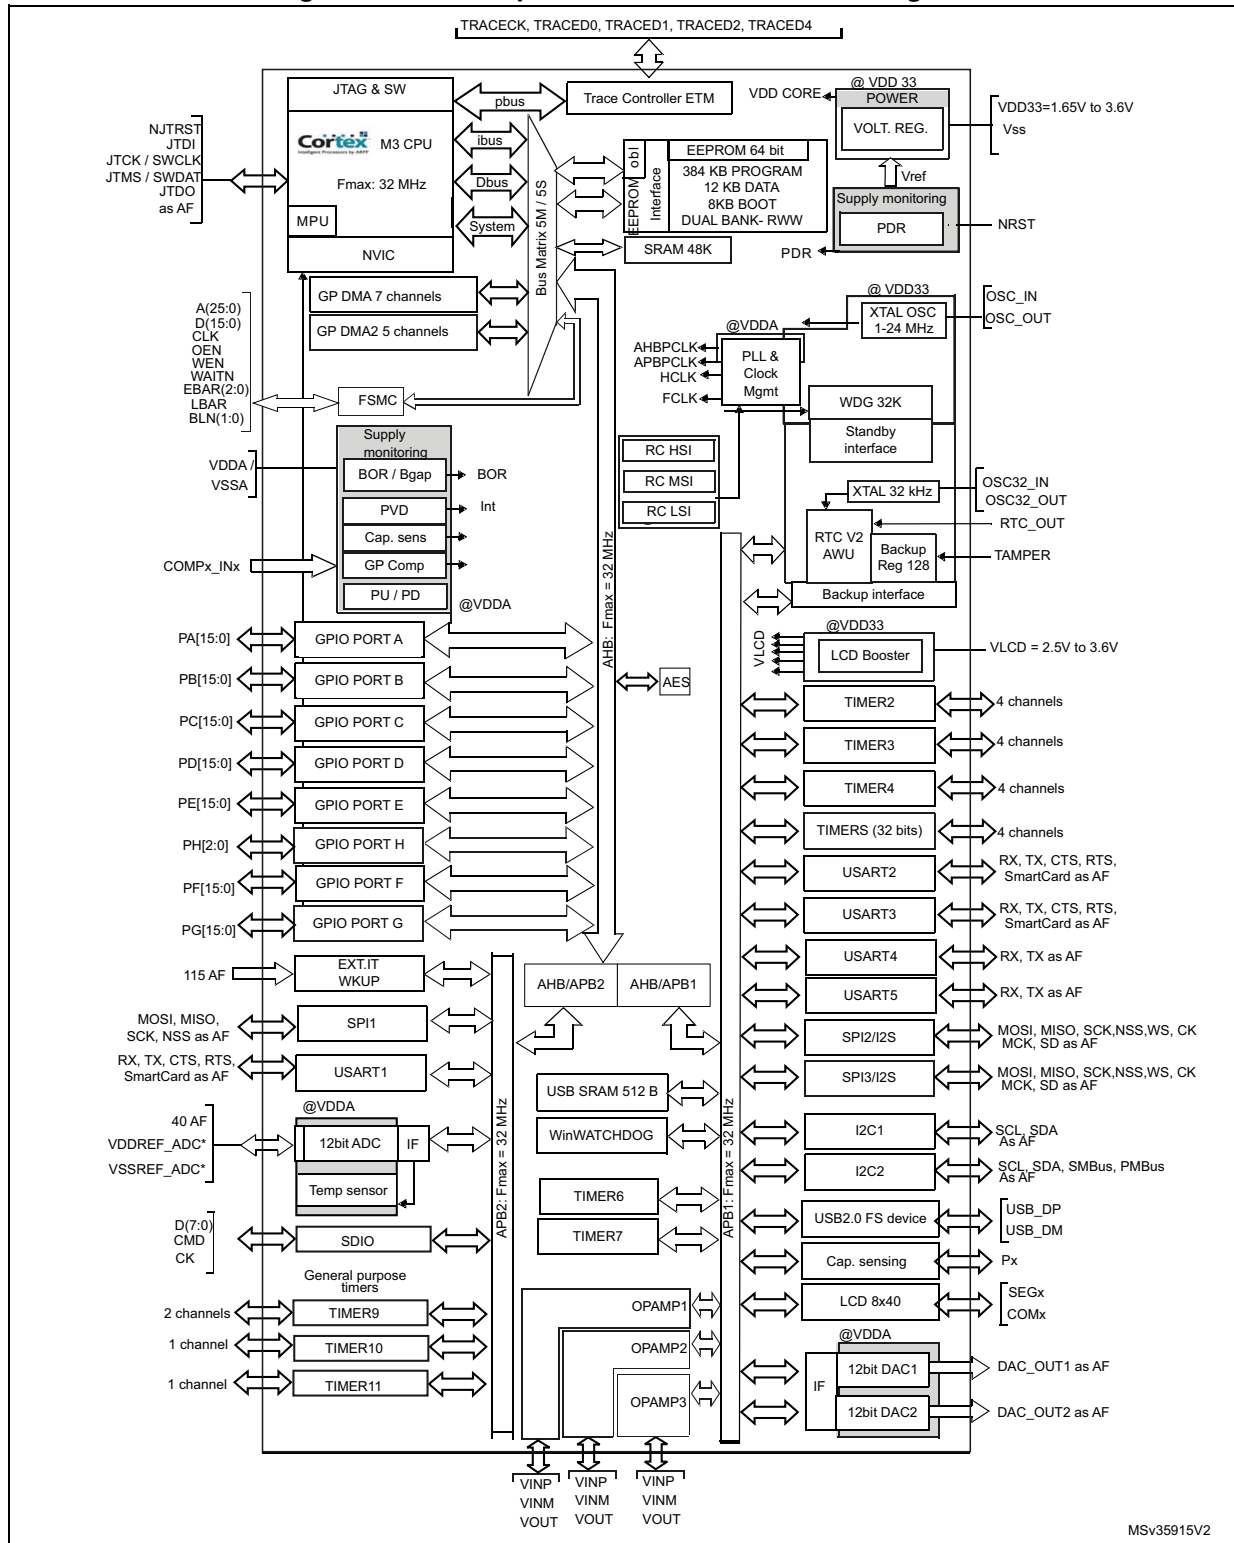 TRACECK, TRACED0, TRACED1, TRACED2, TRACED4
JTAG & SW
pbus
Trace Controller ETM
Cortex
Intelligent Processors by ARM
M3 CPU
Fmax: 32 MHz
MPU
NVIC
ibus
Dbus
System
NJTRST
JTDI
JTCK / SWCLK
JTMS / SWDAT
JTDO
as AF
Bus Matrix 5M / 5S
EEPROM
obl
Interface
EEPROM 64 bit
384 KB PROGRAM
12 KB DATA
8KB BOOT
DUAL BANK- RWW
SRAM 48K
VDD CORE
@ VDD 33
POWER
VOLT. REG.
VDD33=1.65V to 3.6V
Vss
Vref
Supply monitoring
PDR
NRST
PDR
GP DMA 7 channels
GP DMA2 5 channels
A(25:0)
D(15:0)
CLK
OEN
WEN
WAITN
EBAR(2:0)
LBAR
BLN(1:0)
FSMC
@ VDD33
XTAL OSC
1-24 MHz
OSC_IN
OSC_OUT
@VDDA
AHBPCLK
APBPCLK
HCLK
FCLK
PLL &
Clock
Mgmt
WDG 32K
Standby
interface
RC HSI
RC MSI
RC LSI
XTAL 32 kHz
OSC32_IN
OSC32_OUT
RTC V2
AWU
RTC_OUT
Backup
Reg 128
TAMPER
Backup interface
VDDA /
VSSA
Supply
monitoring
BOR / Bgap
BOR
PVD
Int
Cap. sens
GP Comp
PU / PD
@VDDA
COMPx_INx
AHB: Fmax = 32 MHz
@VDD33
VLCD
LCD Booster
VLCD = 2.5V to 3.6V
AES
PA[15:0]
GPIO PORT A
PB[15:0]
GPIO PORT B
PC[15:0]
GPIO PORT C
PD[15:0]
GPIO PORT D
PE[15:0]
GPIO PORT E
PH[2:0]
GPIO PORT H
PF[15:0]
GPIO PORT F
PG[15:0]
GPIO PORT G
TIMER2
4 channels
TIMER3
4 channels
TIMER4
4 channels
TIMERS (32 bits)
4 channels
USART2
RX, TX, CTS, RTS,
SmartCard as AF
USART3
RX, TX, CTS, RTS,
SmartCard as AF
USART4
RX, TX as AF
USART5
RX, TX as AF
SPI2/I2S
MOSI, MISO, SCK,NSS,WS, CK
MCK, SD as AF
SPI3/I2S
MOSI, MISO, SCK,NSS,WS, CK
MCK, SD as AF
I2C1
SCL, SDA
As AF
I2C2
SCL, SDA, SMBus, PMBus
As AF
USB2.0 FS device
USB_DP
USB_DM
Cap. sensing
Px
LCD 8x40
SEGx
COMx
@VDDA
IF
12bit DAC1
DAC_OUT1 as AF
12bit DAC2
DAC_OUT2 as AF
115 AF
EXT.IT
WKUP
AHB/APB2
AHB/APB1
MOSI, MISO,
SCK, NSS as AF
SPI1
RX, TX, CTS, RTS,
SmartCard as AF
USART1
USB SRAM 512 B
WinWATCHDOG
APB2: Fmax = 32 MHz
APB1: Fmax = 32 MHz
@VDDA
40 AF
VDDREF_ADC*
VSSREF_ADC*
12bit ADC
IF
Temp sensor
TIMER6
TIMER7
D(7:0)
CMD
CK
SDIO
General purpose
timers
2 channels
TIMER9
1 channel
TIMER10
1 channel
TIMER11
OPAMP1
OPAMP2
OPAMP3
VINP
VINM
VOUT
VINP
VINM
VOUT
VINP
VINM
VOUT
MSv35915V2